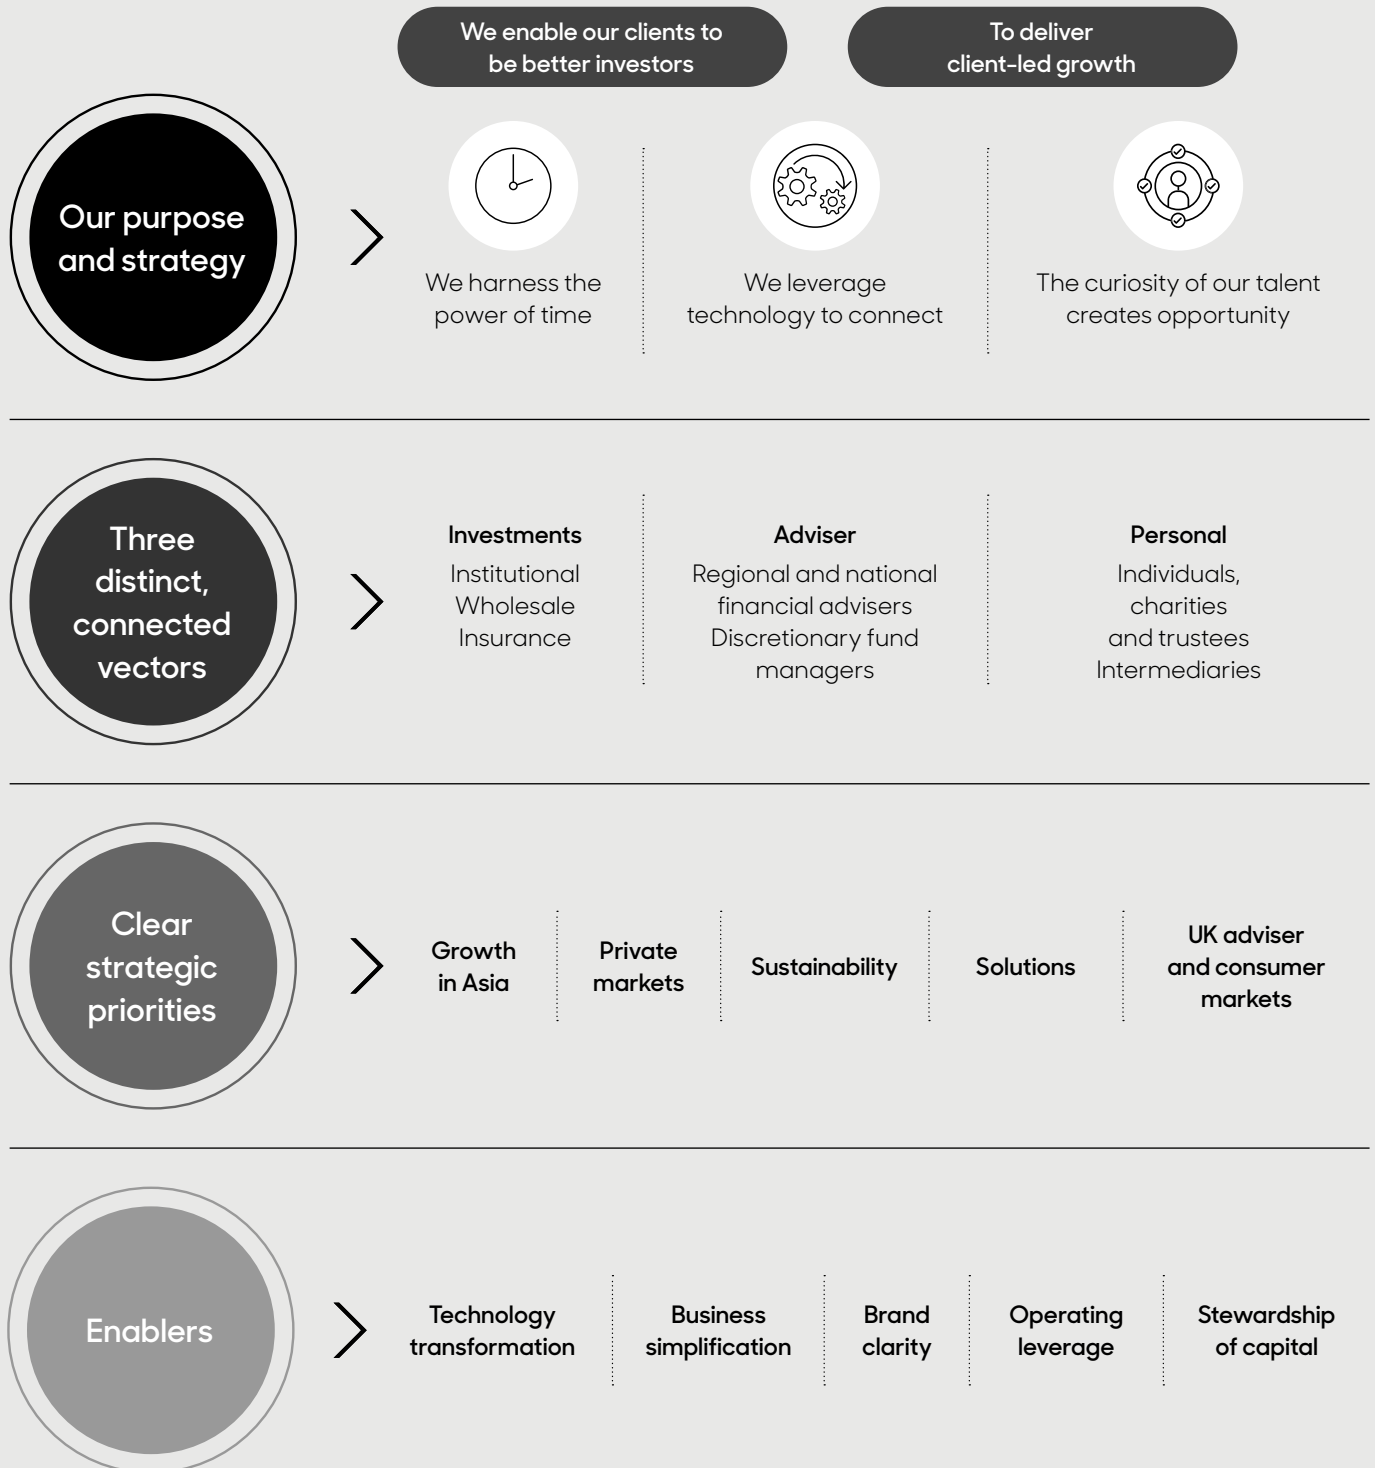 We enable our clients to
be better investors
To deliver
client-led growth
Our purpose
and strategy
We harness the
power of time
We leverage
technology to connect
The curiosity of our talent
creates opportunity
Three
distinct,
connected
vectors
Investments
Institutional
Wholesale
Insurance
Adviser
Regional and national
financial advisers
Discretionary fund
managers
Personal
Individuals,
charities
and trustees
Intermediaries
Clear
strategic
priorities
Growth
in Asia
Private
markets
Sustainability
Solutions
UK adviser
and consumer
markets
Enablers
Technology
transformation
Business
simplification
Brand
clarity
Operating
leverage
Stewardship
of capital